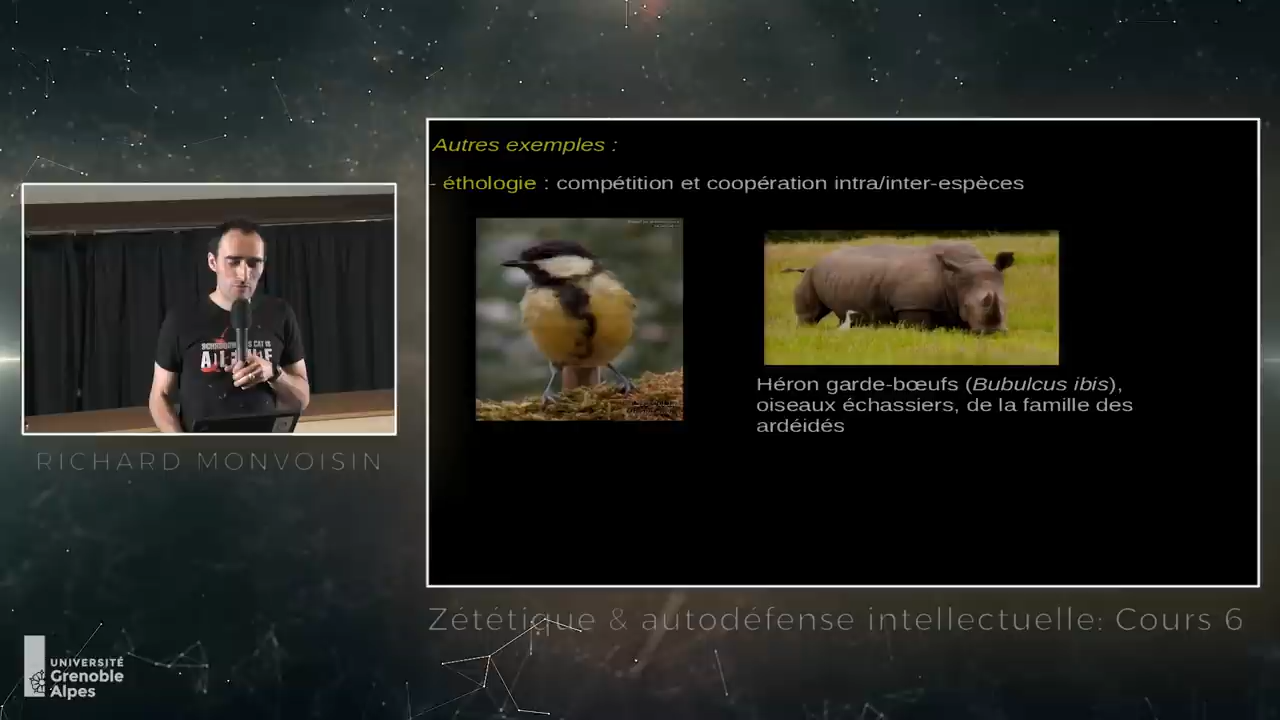 Autres exemples :
- éthologie : compétition et coopération intra/inter-espèces
Héron garde-bœufs (Bubulcus ibis),
oiseaux échassiers, de la famille des
ardéidés
RICHARD MONVOISIN
Zététique & autodéfense intellectuelle: Cours 6
UNIVERSITÉ
Grenoble
Alpes